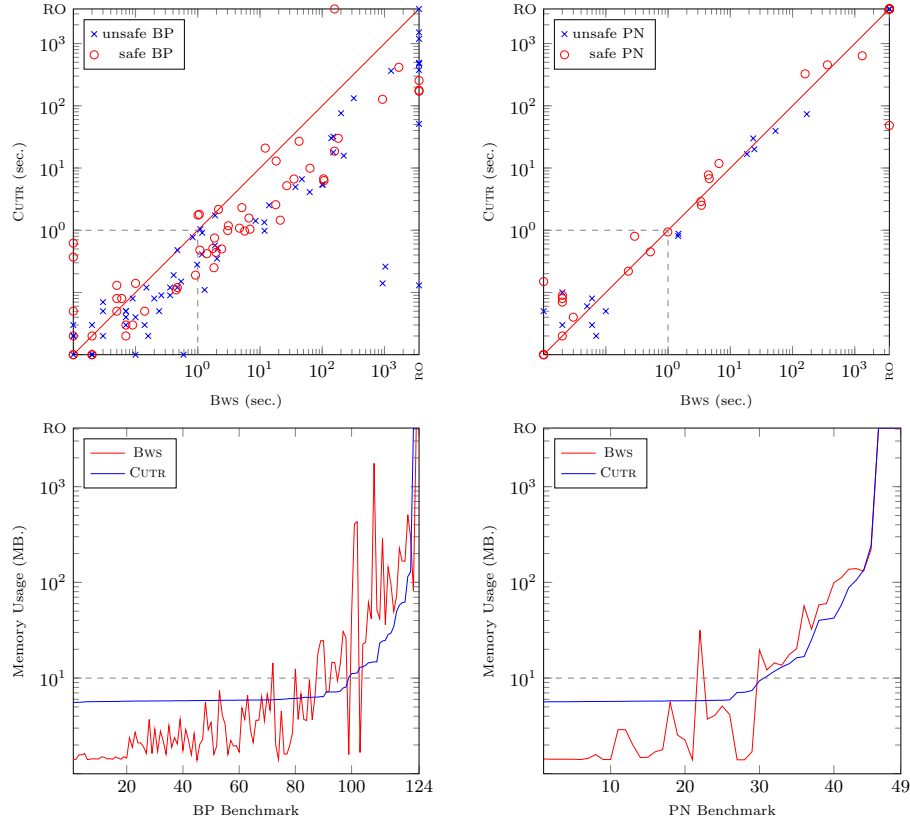 RO
10³
10²
10¹
10⁰
Cutr (sec.)
unsafe BP
safe BP
10⁰
10¹
10²
10³
RO
Bws (sec.)
RO
10³
10²
10¹
10⁰
Cutr (sec.)
unsafe PN
safe PN
10⁰
10¹
10²
10³
RO
Bws (sec.)
RO
10³
10²
10¹
Memory Usage (MB.)
Bws
Cutr
20
40
60
80
100
124
BP Benchmark
RO
10³
10²
10¹
Memory Usage (MB.)
Bws
Cutr
10
20
30
40
49
PN Benchmark